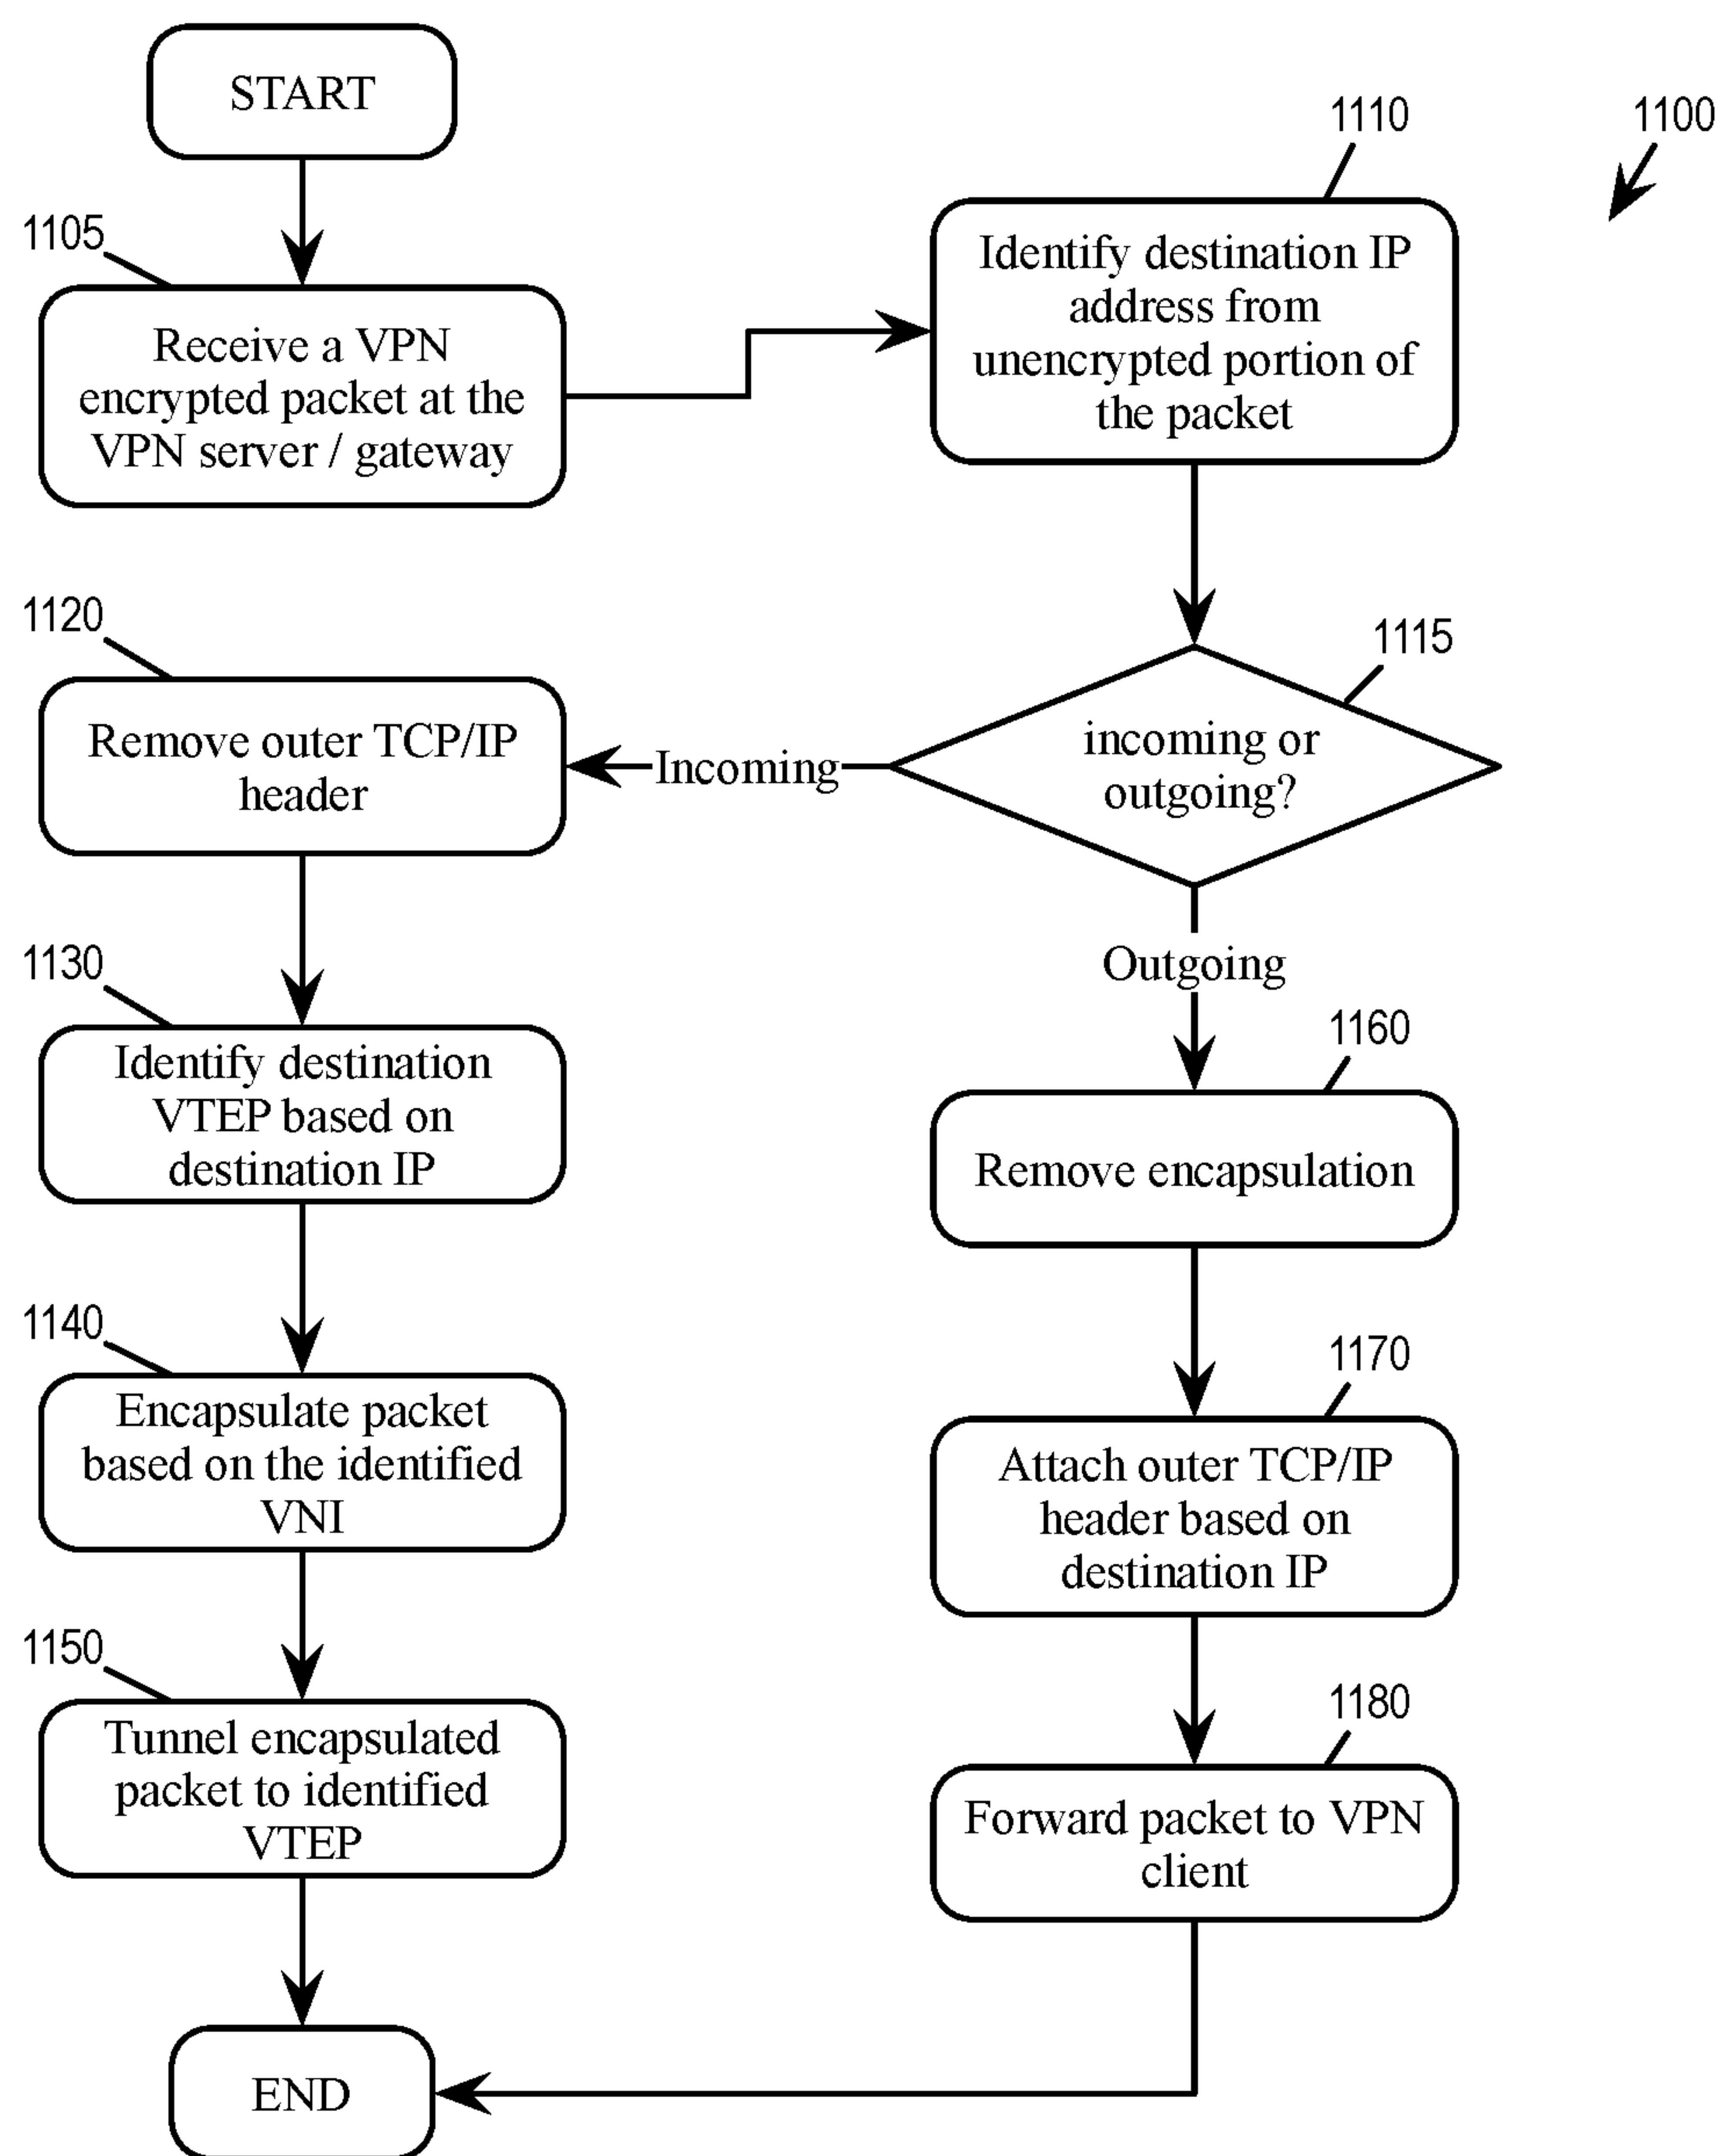 START
1105
Receive a VPN
encrypted packet at the
VPN server / gateway
1110
1100
Identify destination IP
address from
unencrypted portion of
the packet
1115
incoming or
outgoing?
Incoming
1120
Remove outer TCP/IP
header
1130
Identify destination
VTEP based on
destination IP
1140
Encapsulate packet
based on the identified
VNI
1150
Tunnel encapsulated
packet to identified
VTEP
Outgoing
1160
Remove encapsulation
1170
Attach outer TCP/IP
header based on
destination IP
1180
Forward packet to VPN
client
END